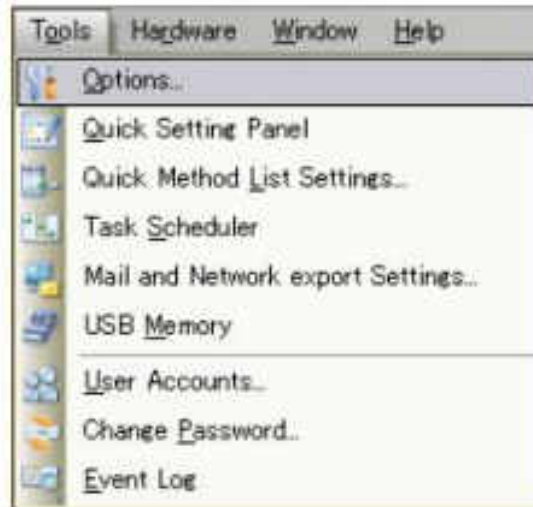 Tools Hardware Window Help
Options...
Quick Setting Panel
Quick Method List Settings...
Task Scheduler
Mail and Network export Settings...
USB Memory
User Accounts...
Change Password...
Event Log